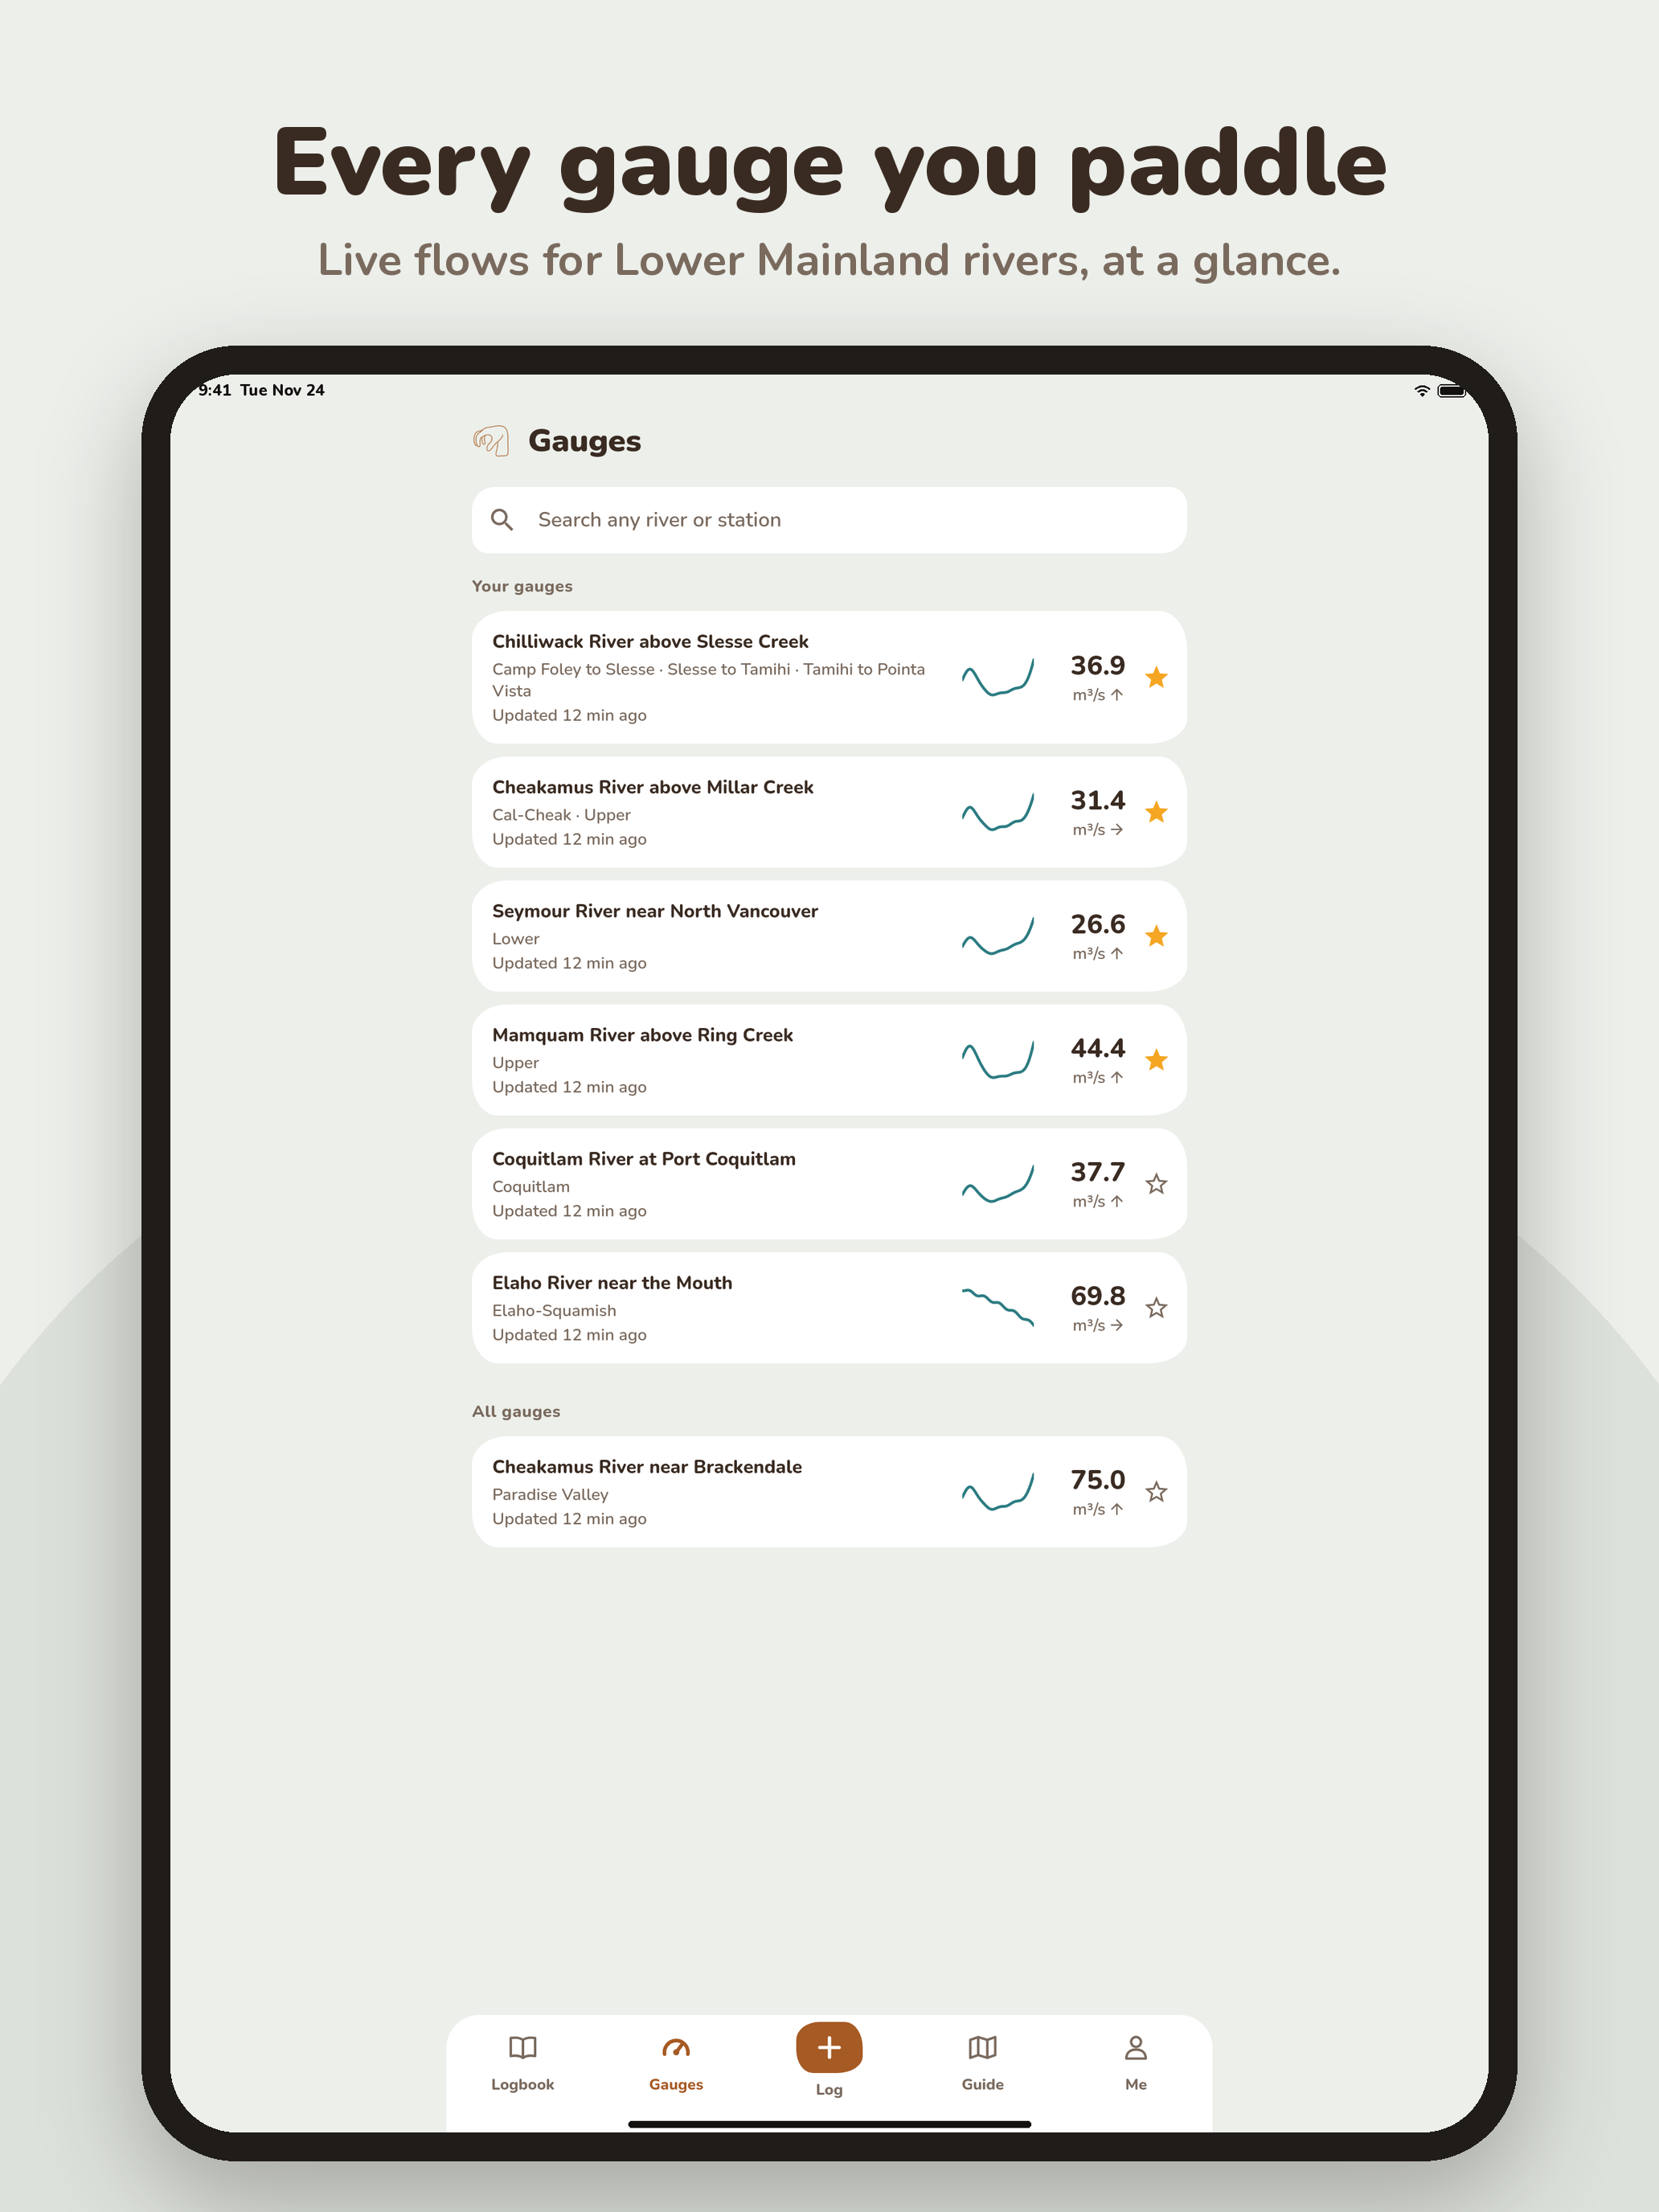 Every gauge you paddle
Live flows for Lower Mainland rivers, at a glance.
9:41 Tue Nov 24
Gauges
Search any river or station
Your gauges
Chilliwack River above Slesse Creek
Camp Foley to Slesse · Slesse to Tamihi · Tamihi to Pointa
Vista
Updated 12 min ago
36.9
m³/s ↑
Cheakamus River above Millar Creek
Cal-Cheak · Upper
Updated 12 min ago
31.4
m³/s →
Seymour River near North Vancouver
Lower
Updated 12 min ago
26.6
m³/s ↑
Mamquam River above Ring Creek
Upper
Updated 12 min ago
44.4
m³/s ↑
Coquitlam River at Port Coquitlam
Coquitlam
Updated 12 min ago
37.7
m³/s ↑
Elaho River near the Mouth
Elaho-Squamish
Updated 12 min ago
69.8
m³/s →
All gauges
Cheakamus River near Brackendale
Paradise Valley
Updated 12 min ago
75.0
m³/s ↑
Logbook
Gauges
Log
Guide
Me